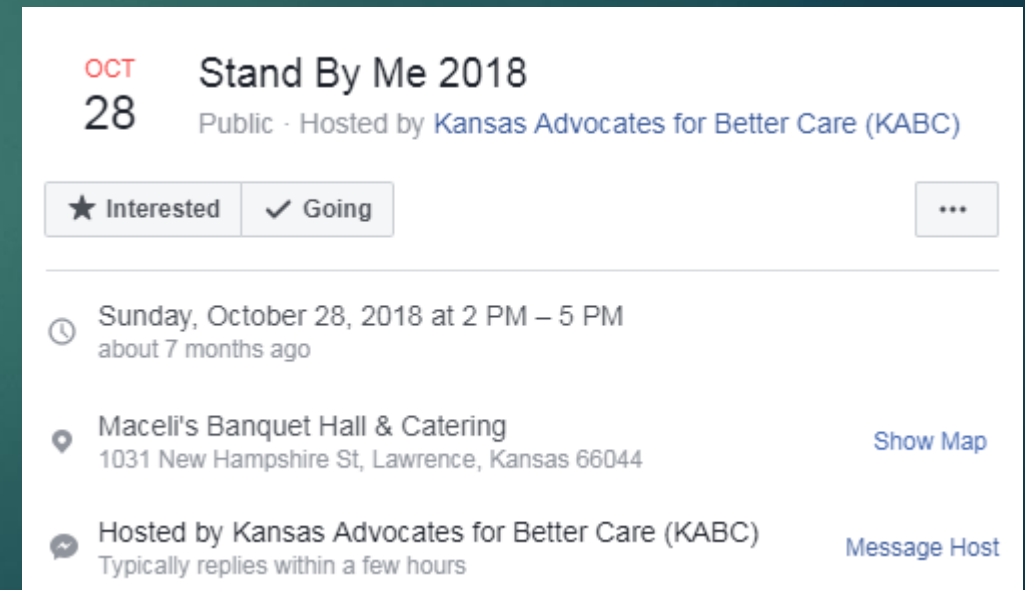 OCT
28
Stand By Me 2018
Public · Hosted by Kansas Advocates for Better Care (KABC)
Interested
Going
...
Sunday, October 28, 2018 at 2 PM – 5 PM
about 7 months ago
Maceli's Banquet Hall & Catering
1031 New Hampshire St, Lawrence, Kansas 66044
Show Map
Hosted by Kansas Advocates for Better Care (KABC)
Typically replies within a few hours
Message Host